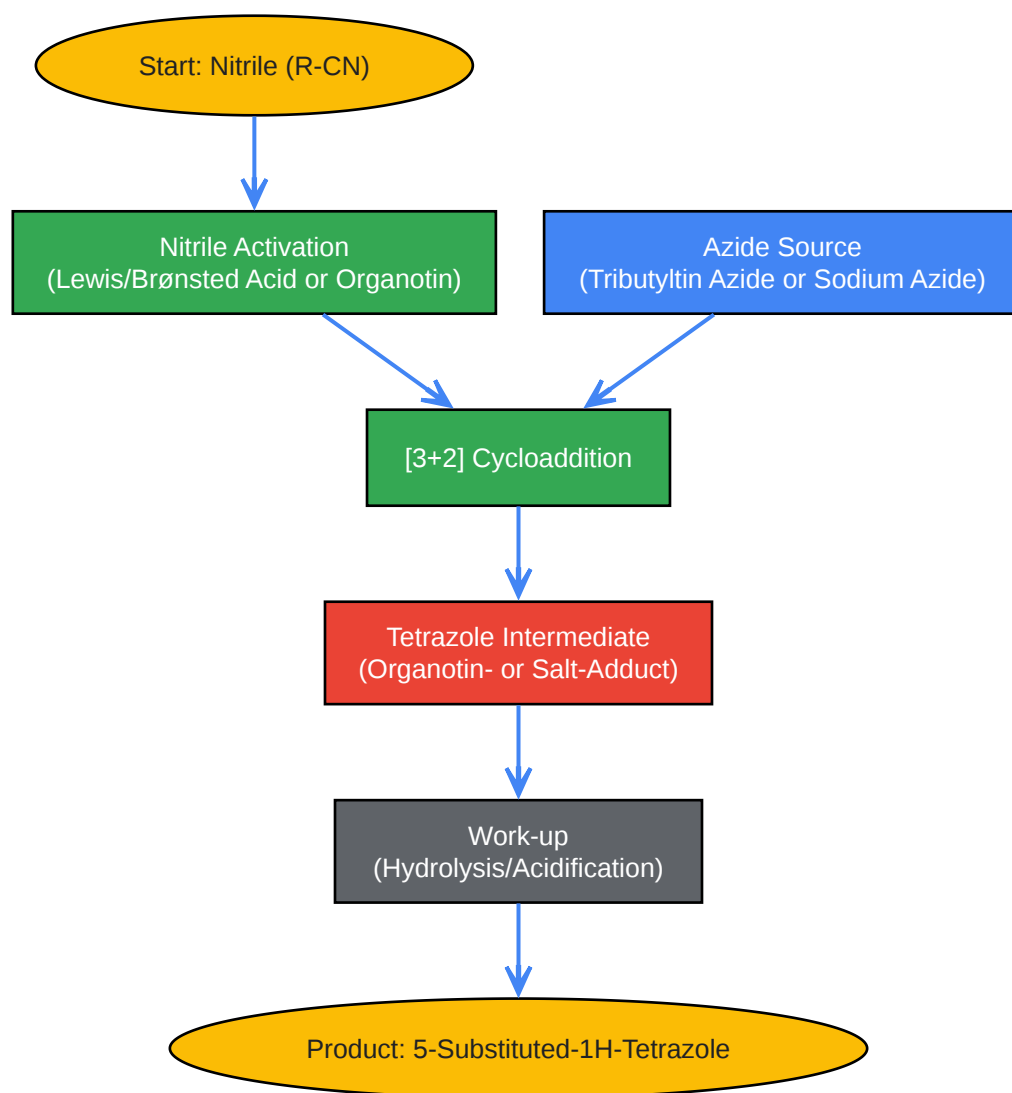 Start: Nitrile (R-CN)
Nitrile Activation
(Lewis/Brønsted Acid or Organotin)
Azide Source
(Tributyltin Azide or Sodium Azide)
[3+2] Cycloaddition
Tetrazole Intermediate
(Organotin- or Salt-Adduct)
Work-up
(Hydrolysis/Acidification)
Product: 5-Substituted-1H-Tetrazole